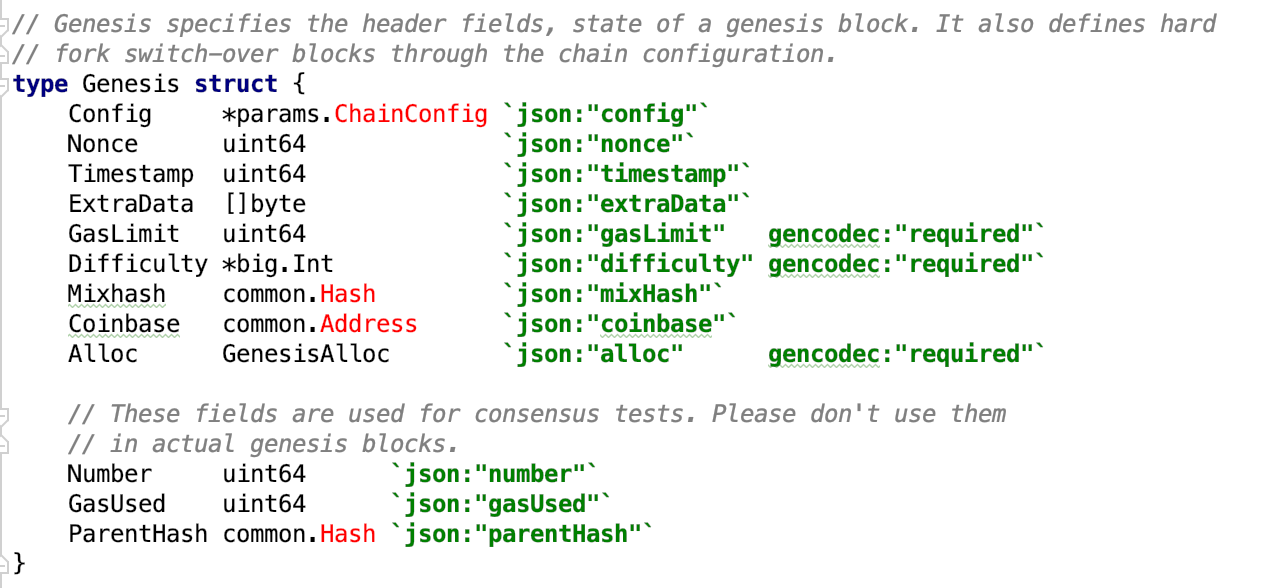 // Genesis specifies the header fields, state of a genesis block. It also defines hard
// fork switch-over blocks through the chain configuration.
type Genesis struct {
    Config     *params.ChainConfig `json:"config"`
    Nonce      uint64              `json:"nonce"`
    Timestamp  uint64              `json:"timestamp"`
    ExtraData  []byte              `json:"extraData"`
    GasLimit   uint64              `json:"gasLimit"   gencodec:"required"`
    Difficulty *big.Int            `json:"difficulty" gencodec:"required"`
    Mixhash    common.Hash         `json:"mixHash"`
    Coinbase   common.Address      `json:"coinbase"`
    Alloc      GenesisAlloc        `json:"alloc"      gencodec:"required"`

    // These fields are used for consensus tests. Please don't use them
    // in actual genesis blocks.
    Number     uint64      `json:"number"`
    GasUsed    uint64      `json:"gasUsed"`
    ParentHash common.Hash `json:"parentHash"`
}